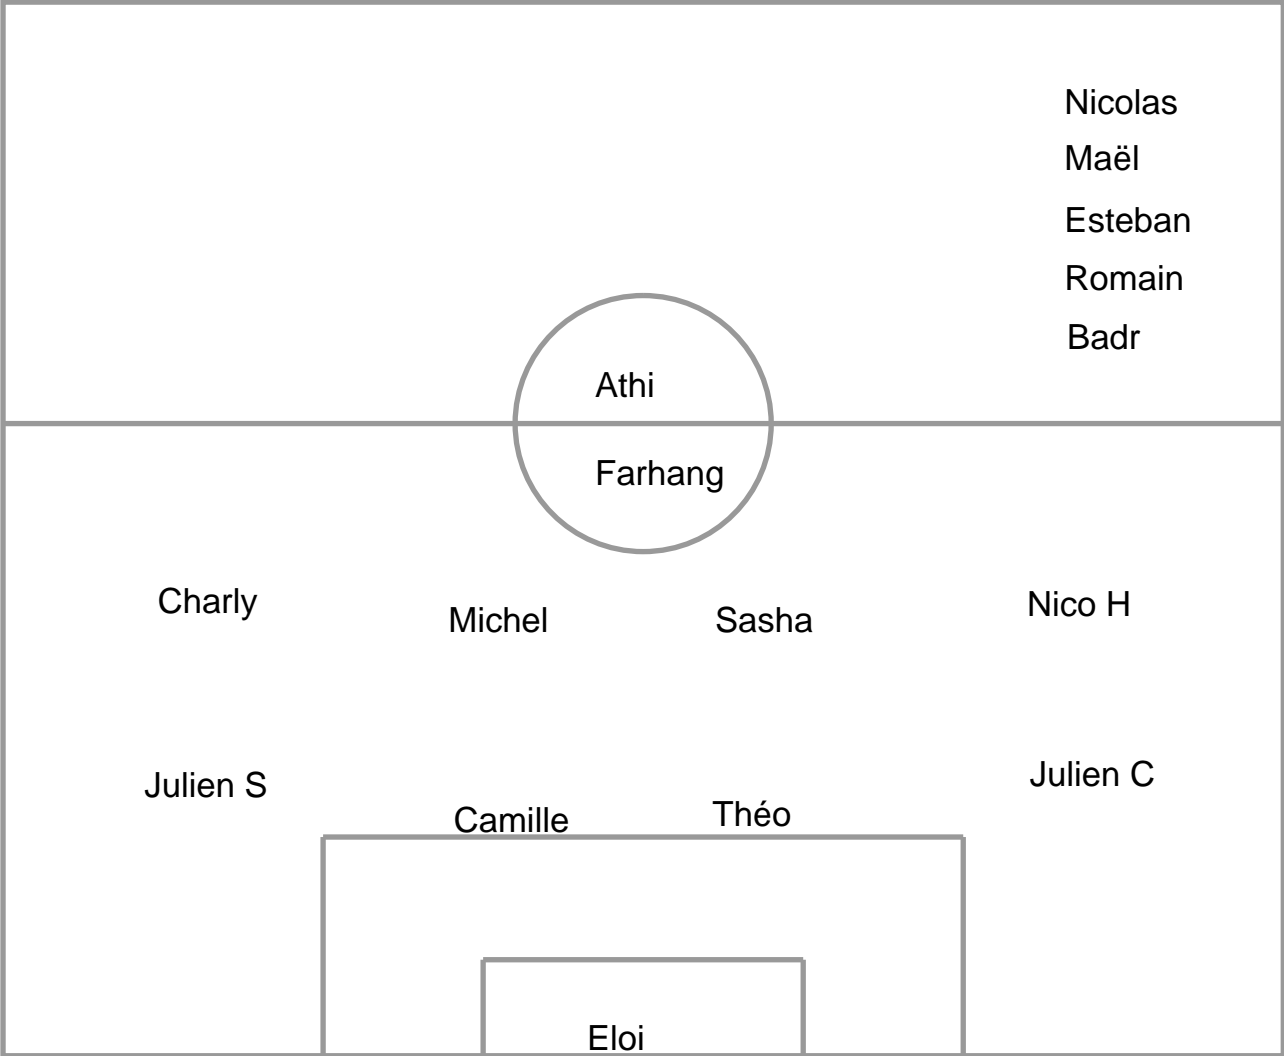 Nicolas
Maël
Esteban
Romain
Badr
Athi
Farhang
Charly
Michel
Sasha
Nico H
Julien S
Camille
Théo
Julien C
Eloi